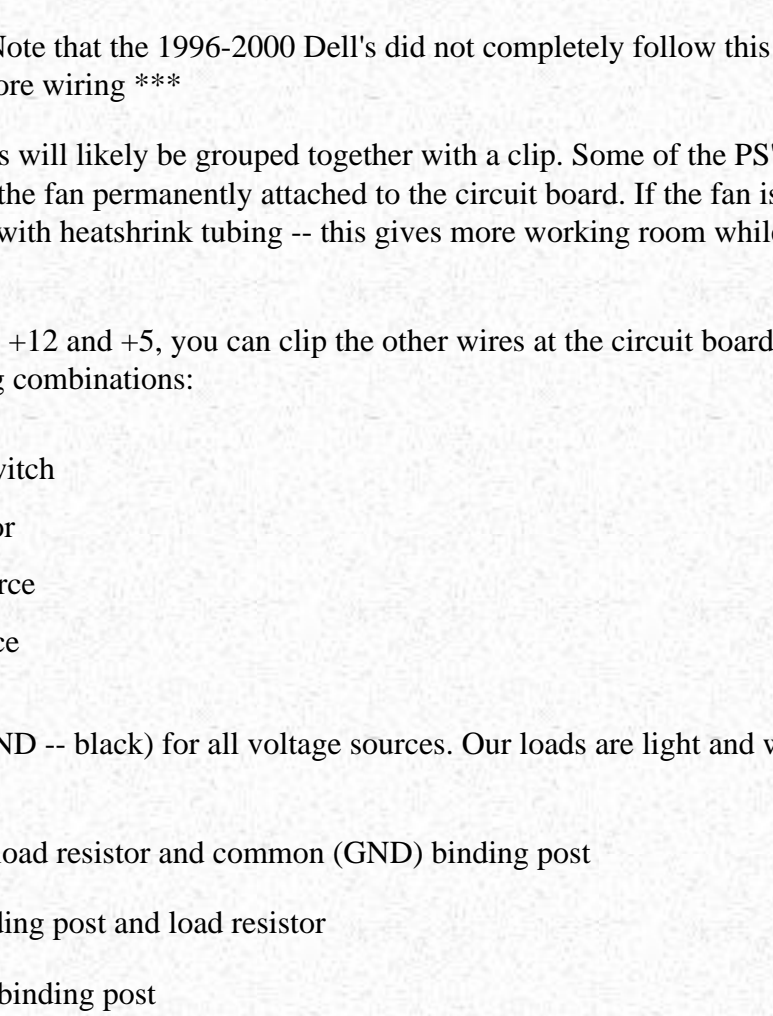 Note that the 1996-2000 Dell's did not completely follow this
ore wiring ***
s will likely be grouped together with a clip. Some of the PS'
the fan permanently attached to the circuit board. If the fan is
with heatshrink tubing -- this gives more working room while
+12 and +5, you can clip the other wires at the circuit board
g combinations:
vitch
or
rce
ce
ND -- black) for all voltage sources. Our loads are light and w
load resistor and common (GND) binding post
ding post and load resistor
binding post